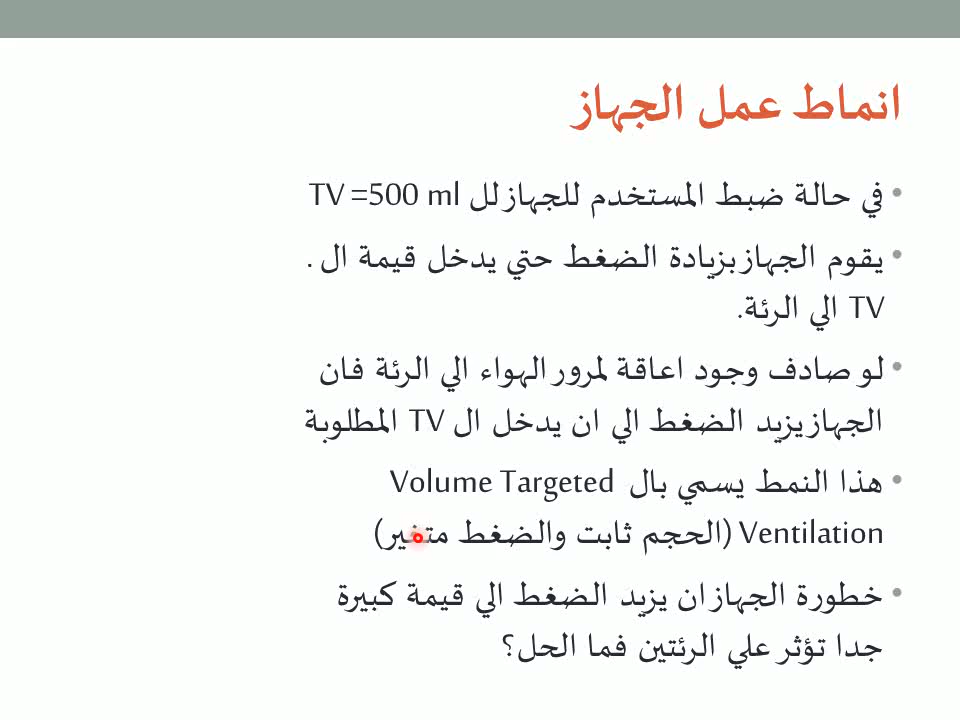 انماط عمل الجهاز
• في حالة ضبط المستخدم للجهاز لل TV =500 ml
• يقوم الجهاز بزيادة الضغط حتي يدخل قيمة ال .
TV الي الرئة.
• لو صادف وجود اعاقة لمرور الهواء الي الرئة فان
الجهاز يزيد الضغط الي ان يدخل ال TV المطلوبة
• هذا النمط يسمي بال Volume Targeted
Ventilation (الحجم ثابت والضغط متغير)
• خطورة الجهاز ان يزيد الضغط الي قيمة كبيرة
جدا تؤثر علي الرئتين فما الحل؟